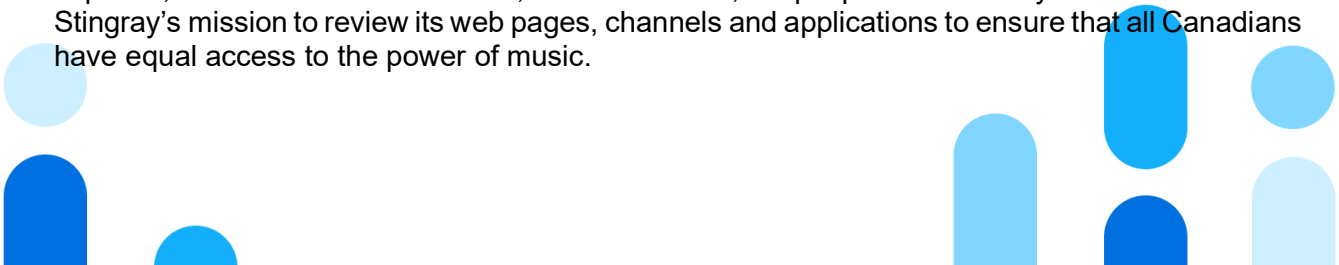 Stingray’s mission to review its web pages, channels and applications to ensure that all Canadians
have equal access to the power of music.